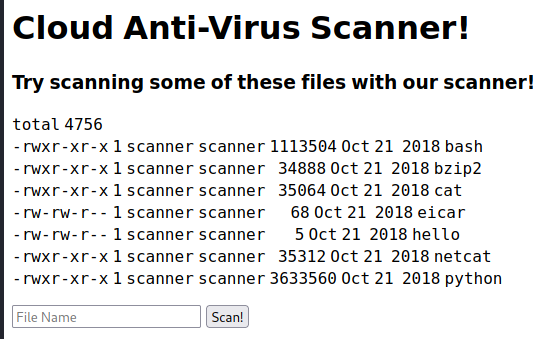 Cloud Anti-Virus Scanner!
Try scanning some of these files with our scanner!
total 4756
-rwxr-xr-x 1 scanner scanner 1113504 Oct 21 2018 bash
-rwxr-xr-x 1 scanner scanner 34888 Oct 21 2018 bzip2
-rwxr-xr-x 1 scanner scanner 35064 Oct 21 2018 cat
-rw-rw-r-- 1 scanner scanner 68 Oct 21 2018 eicar
-rw-rw-r-- 1 scanner scanner 5 Oct 21 2018 hello
-rwxr-xr-x 1 scanner scanner 35312 Oct 21 2018 netcat
-rwxr-xr-x 1 scanner scanner 3633560 Oct 21 2018 python
File Name Scan!